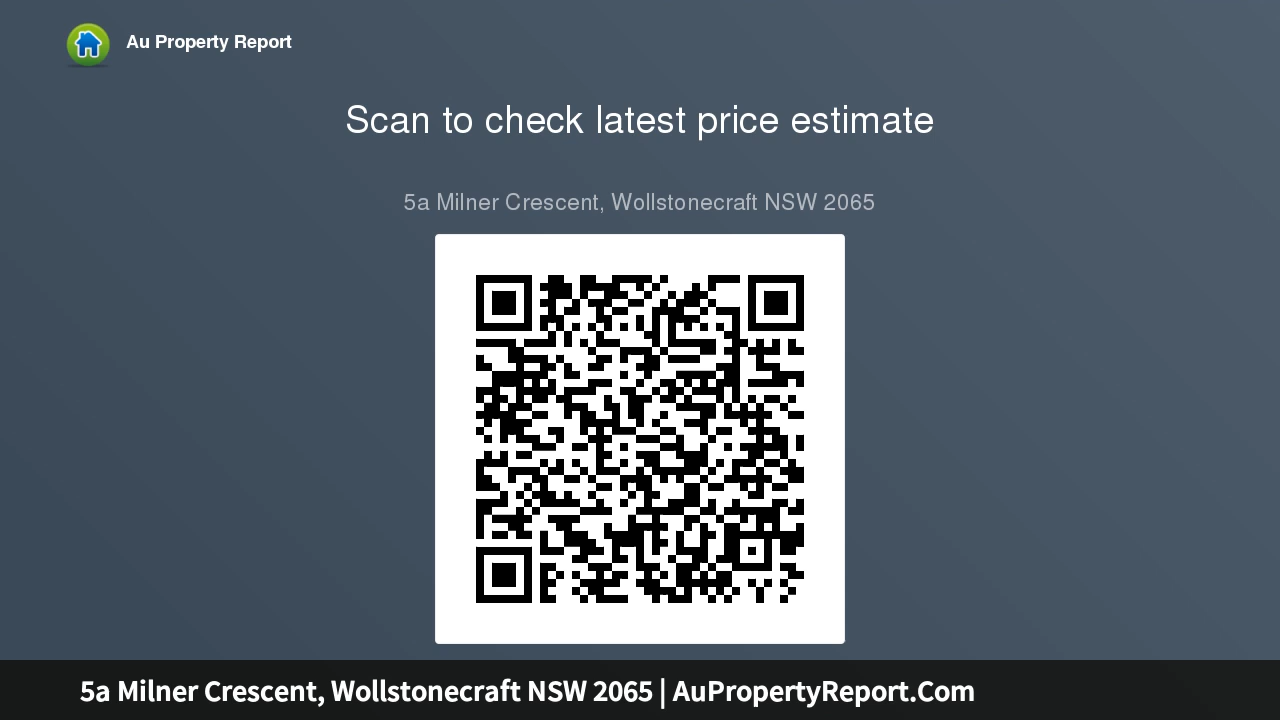 Au Property Report
Scan to check latest price estimate
5a Milner Crescent, Wollstonecraft NSW 2065
5a Milner Crescent, Wollstonecraft NSW 2065 | AuPropertyReport.Com